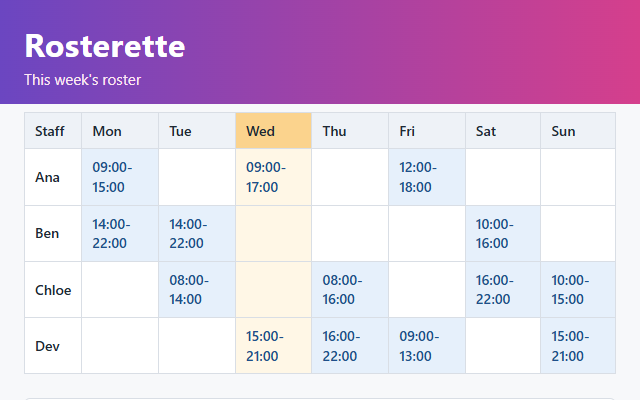 Rosterette
This week's roster
Staff Mon Tue Wed Thu Fri Sat Sun
Ana 09:00-15:00 09:00-17:00 12:00-18:00
Ben 14:00-22:00 14:00-22:00 10:00-16:00
Chloe 08:00-14:00 08:00-16:00 16:00-22:00 10:00-15:00
Dev 15:00-21:00 16:00-22:00 09:00-13:00 15:00-21:00